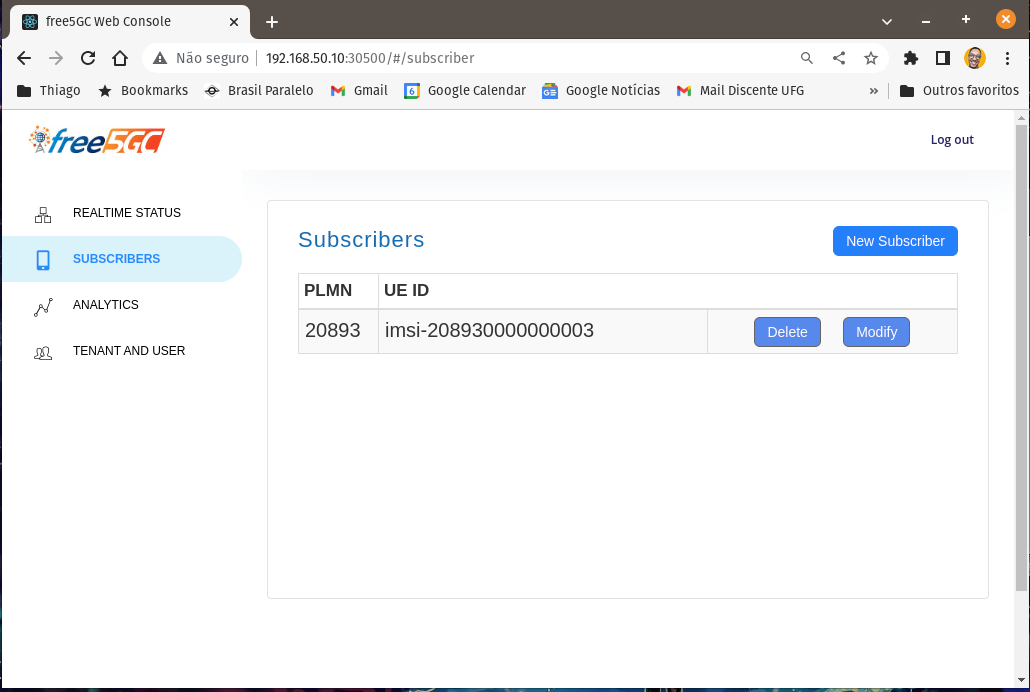 free5GC Web Console
Não seguro 192.168.50.10:30500/#/subscriber
Thiago Bookmarks Brasil Paralelo Gmail 6 Google Calendar Google Notícias Mail Discente UFG » Outros favoritos
free5GC
Log out
REALTIME STATUS
SUBSCRIBERS
ANALYTICS
TENANT AND USER
Subscribers
New Subscriber
PLMN UE ID
20893 imsi-208930000000003 Delete Modify